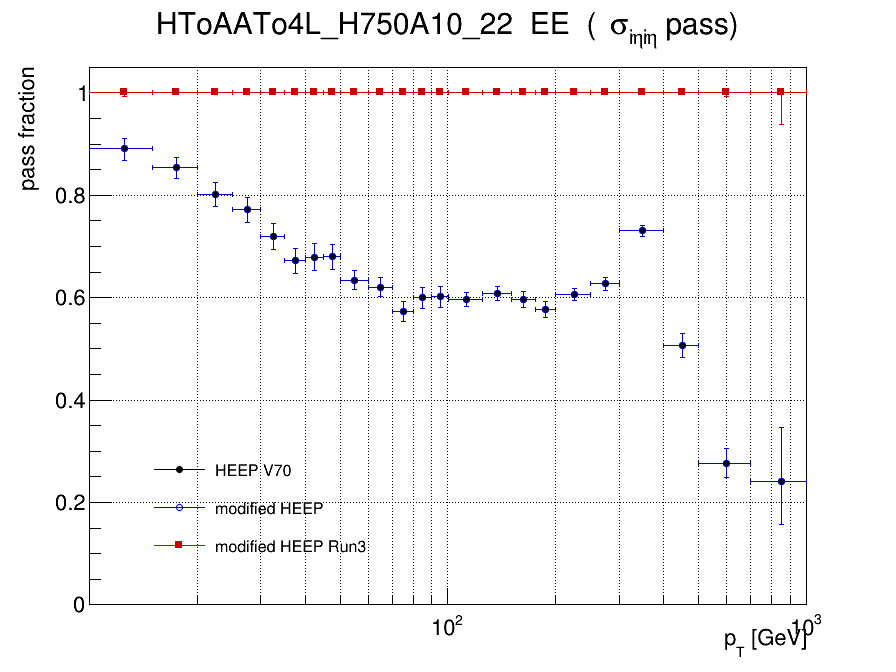 HToAATo4L_H750A10_22 EE ( σiηiη pass)
pass fraction
1
0.8
0.6
0.4
0.2
0
HEEP V70
modified HEEP
modified HEEP Run3
10²
10³
pT [GeV]